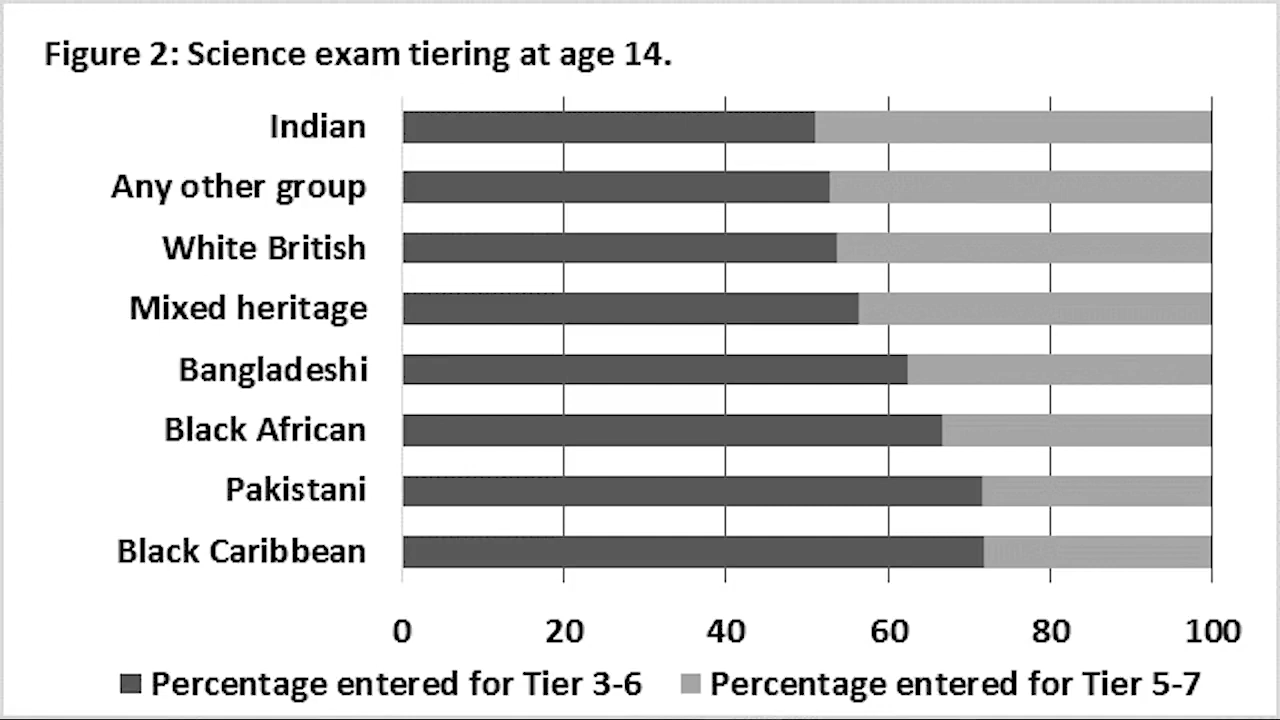 Figure 2: Science exam tiering at age 14.
Indian
Any other group
White British
Mixed heritage
Bangladeshi
Black African
Pakistani
Black Caribbean
0 20 40 60 80 100
Percentage entered for Tier 3-6 Percentage entered for Tier 5-7